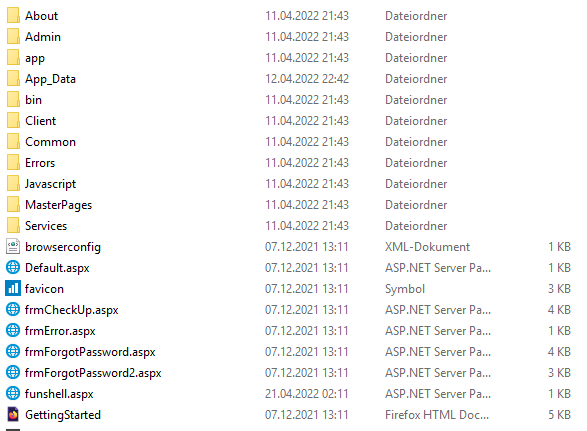 About 11.04.2022 21:43 Dateiordner
Admin 11.04.2022 21:43 Dateiordner
app 11.04.2022 21:43 Dateiordner
App_Data 12.04.2022 22:42 Dateiordner
bin 11.04.2022 21:43 Dateiordner
Client 11.04.2022 21:43 Dateiordner
Common 11.04.2022 21:43 Dateiordner
Errors 11.04.2022 21:43 Dateiordner
Javascript 11.04.2022 21:43 Dateiordner
MasterPages 11.04.2022 21:43 Dateiordner
Services 11.04.2022 21:43 Dateiordner
browserconfig 07.12.2021 13:11 XML-Dokument 1 KB
Default.aspx 07.12.2021 13:11 ASP.NET Server Pa... 1 KB
favicon 07.12.2021 13:11 Symbol 3 KB
frmCheckUp.aspx 07.12.2021 13:11 ASP.NET Server Pa... 4 KB
frmError.aspx 07.12.2021 13:11 ASP.NET Server Pa... 1 KB
frmForgotPassword.aspx 07.12.2021 13:11 ASP.NET Server Pa... 4 KB
frmForgotPassword2.aspx 07.12.2021 13:11 ASP.NET Server Pa... 3 KB
funshell.aspx 21.04.2022 02:11 ASP.NET Server Pa... 1 KB
GettingStarted 07.12.2021 13:11 Firefox HTML Doc... 5 KB